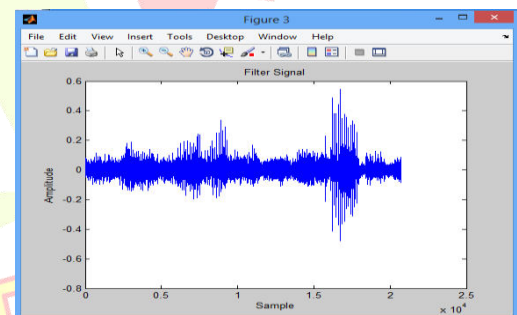 Figure 3
File Edit View Insert Tools Desktop Window Help
Filter Signal
0.6
0.4
0.2
0
-0.2
-0.4
-0.6
-0.8
Amplitude
0 0.5 1 1.5 2 2.5
Sample
× 10^4